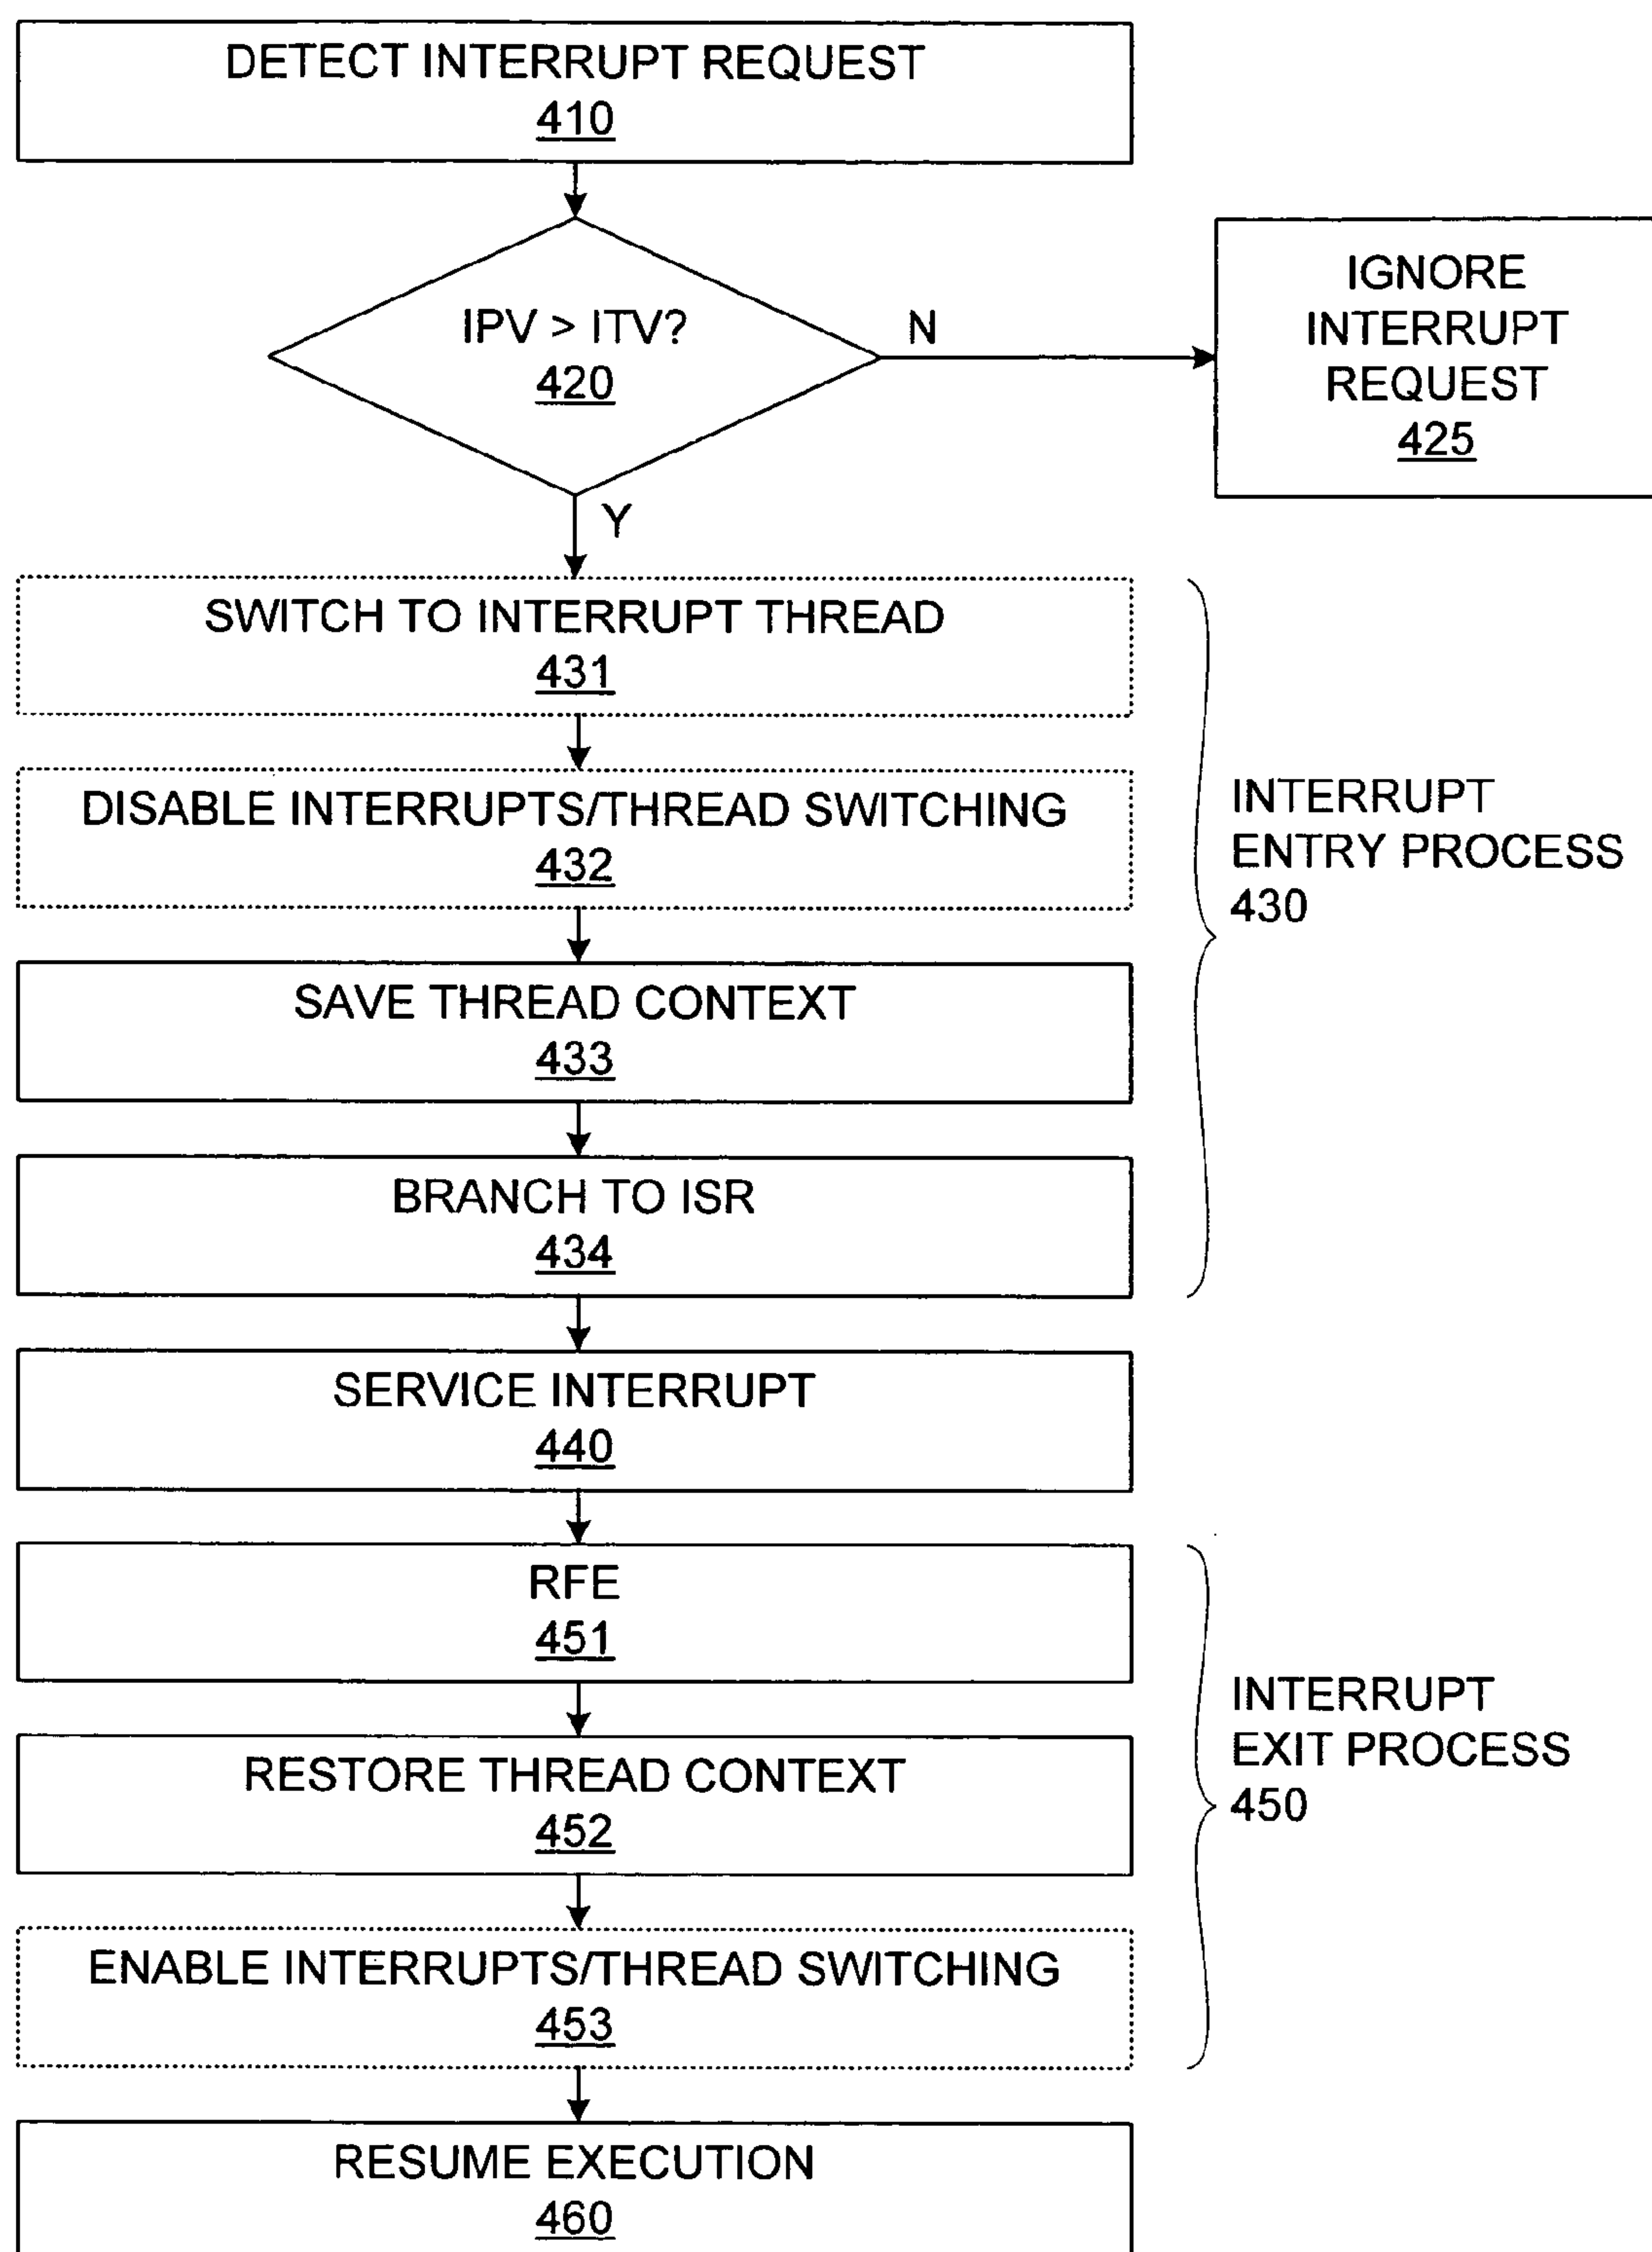 DETECT INTERRUPT REQUEST
410
IPV > ITV?
420
N
IGNORE
INTERRUPT
REQUEST
425
Y
SWITCH TO INTERRUPT THREAD
431
DISABLE INTERRUPTS/THREAD SWITCHING
432
SAVE THREAD CONTEXT
433
BRANCH TO ISR
434
INTERRUPT
ENTRY PROCESS
430
SERVICE INTERRUPT
440
RFE
451
RESTORE THREAD CONTEXT
452
ENABLE INTERRUPTS/THREAD SWITCHING
453
INTERRUPT
EXIT PROCESS
450
RESUME EXECUTION
460